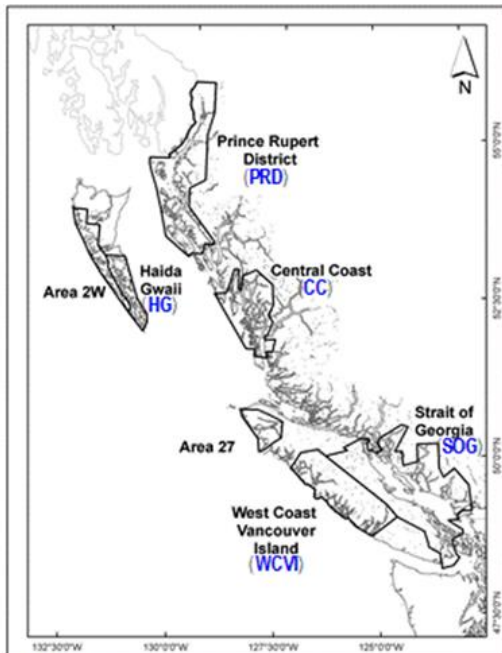 N
Prince Rupert
District
(PRD)
Haida
Gwaii
(HG)
Area 2W
Central Coast
(CC)
Strait of
Georgia
(SOG)
Area 27
West Coast
Vancouver
Island
(WCVI)
55°0'0"N
52°30'0"N
50°0'0"N
47°30'0"N
132°30'0"W
130°0'0"W
127°30'0"W
125°0'0"W